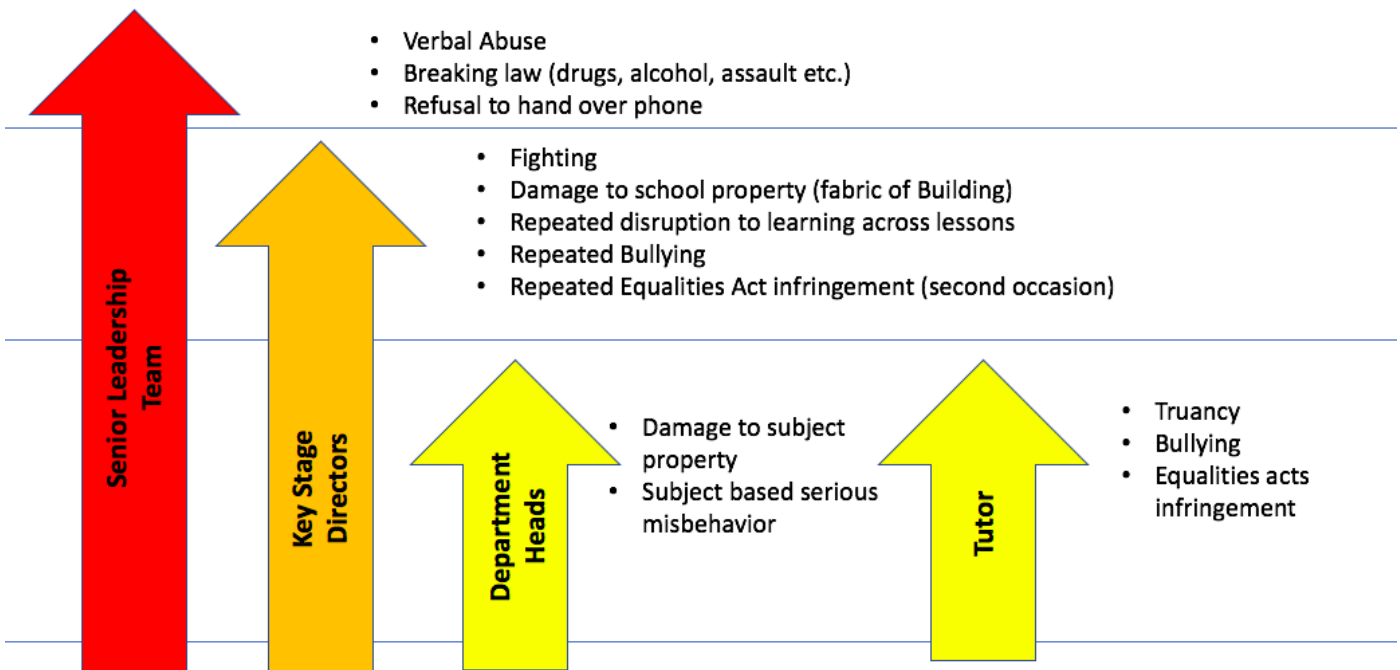 • Verbal Abuse
• Breaking law (drugs, alcohol, assault etc.)
• Refusal to hand over phone
• Fighting
• Damage to school property (fabric of Building)
• Repeated disruption to learning across lessons
• Repeated Bullying
• Repeated Equalities Act infringement (second occasion)
Senior Leadership
Team
Key Stage
Directors
Department
Heads
• Damage to subject
property
• Subject based serious
misbehavior
Tutor
• Truancy
• Bullying
• Equalities acts
infringement